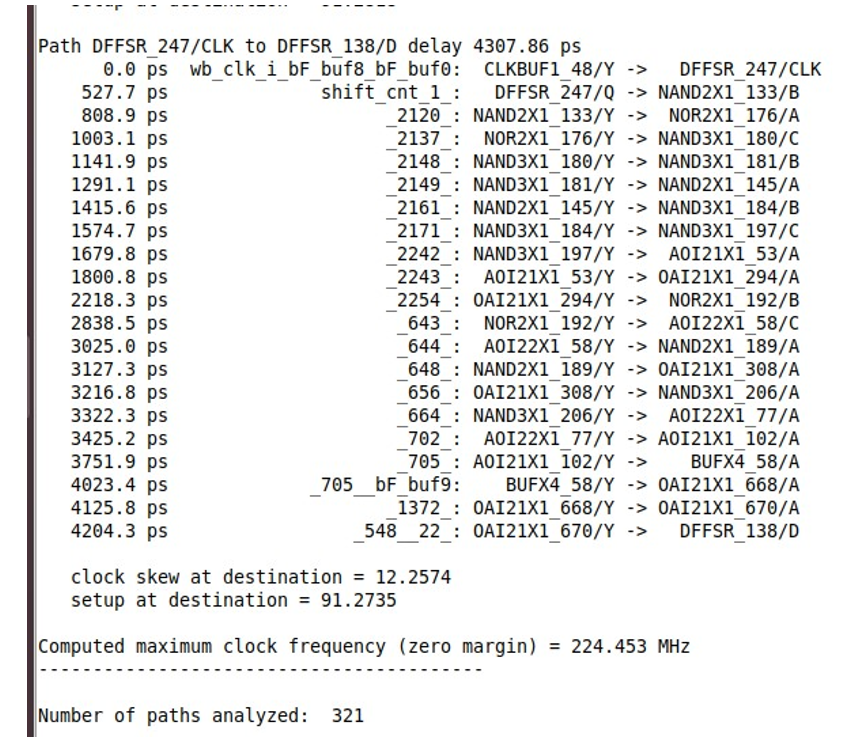 Path DFFSR_247/CLK to DFFSR_138/D delay 4307.86 ps
0.0 ps wb_clk_i_bF_buf8_bF_buf0: CLKBUF1_48/Y -> DFFSR_247/CLK
527.7 ps shift_cnt_1_: DFFSR_247/Q -> NAND2X1_133/B
808.9 ps _2120_: NAND2X1_133/Y -> NOR2X1_176/A
1003.1 ps _2137_: NOR2X1_176/Y -> NAND3X1_180/C
1141.9 ps _2148_: NAND3X1_180/Y -> NAND3X1_181/B
1291.1 ps _2149_: NAND3X1_181/Y -> NAND2X1_145/A
1415.6 ps _2161_: NAND2X1_145/Y -> NAND3X1_184/B
1574.7 ps _2171_: NAND3X1_184/Y -> NAND3X1_197/C
1679.8 ps _2242_: NAND3X1_197/Y -> AOI21X1_53/A
1800.8 ps _2243_: AOI21X1_53/Y -> OAI21X1_294/A
2218.3 ps _2254_: OAI21X1_294/Y -> NOR2X1_192/B
2838.5 ps _643_: NOR2X1_192/Y -> AOI22X1_58/C
3025.0 ps _644_: AOI22X1_58/Y -> NAND2X1_189/A
3127.3 ps _648_: NAND2X1_189/Y -> OAI21X1_308/A
3216.8 ps _656_: OAI21X1_308/Y -> NAND3X1_206/A
3322.3 ps _664_: NAND3X1_206/Y -> AOI22X1_77/A
3425.2 ps _702_: AOI22X1_77/Y -> AOI21X1_102/A
3751.9 ps _705_: AOI21X1_102/Y -> BUFX4_58/A
4023.4 ps _705__bF_buf9: BUFX4_58/Y -> OAI21X1_668/A
4125.8 ps _1372_: OAI21X1_668/Y -> OAI21X1_670/A
4204.3 ps _548__22_: OAI21X1_670/Y -> DFFSR_138/D
clock skew at destination = 12.2574
setup at destination = 91.2735
Computed maximum clock frequency (zero margin) = 224.453 MHz
-----------------------------------------
Number of paths analyzed: 321